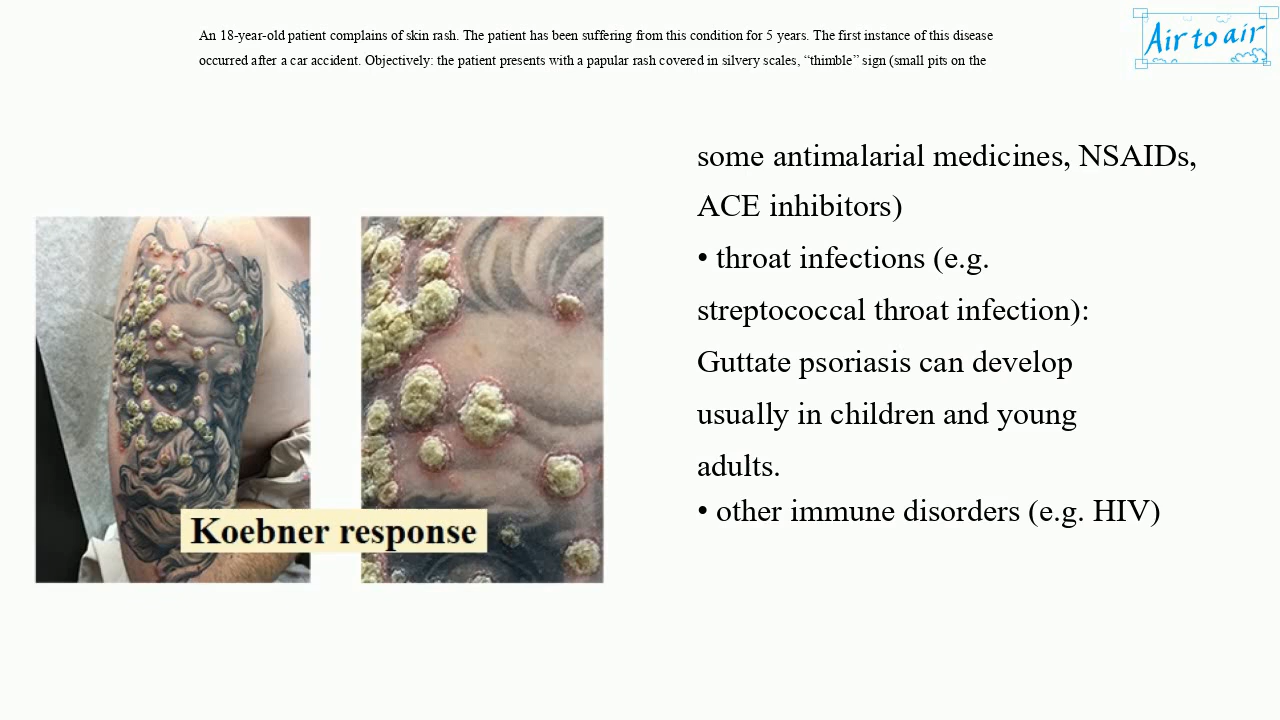 An 18-year-old patient complains of skin rash. The patient has been suffering from this condition for 5 years. The first instance of this disease
occurred after a car accident. Objectively: the patient presents with a papular rash covered in silvery scales, “thimble” sign (small pits on the
Air to air
some antimalarial medicines, NSAIDs,
ACE inhibitors)
• throat infections (e.g.
streptococcal throat infection):
Guttate psoriasis can develop
usually in children and young
adults.
• other immune disorders (e.g. HIV)
Koebner response